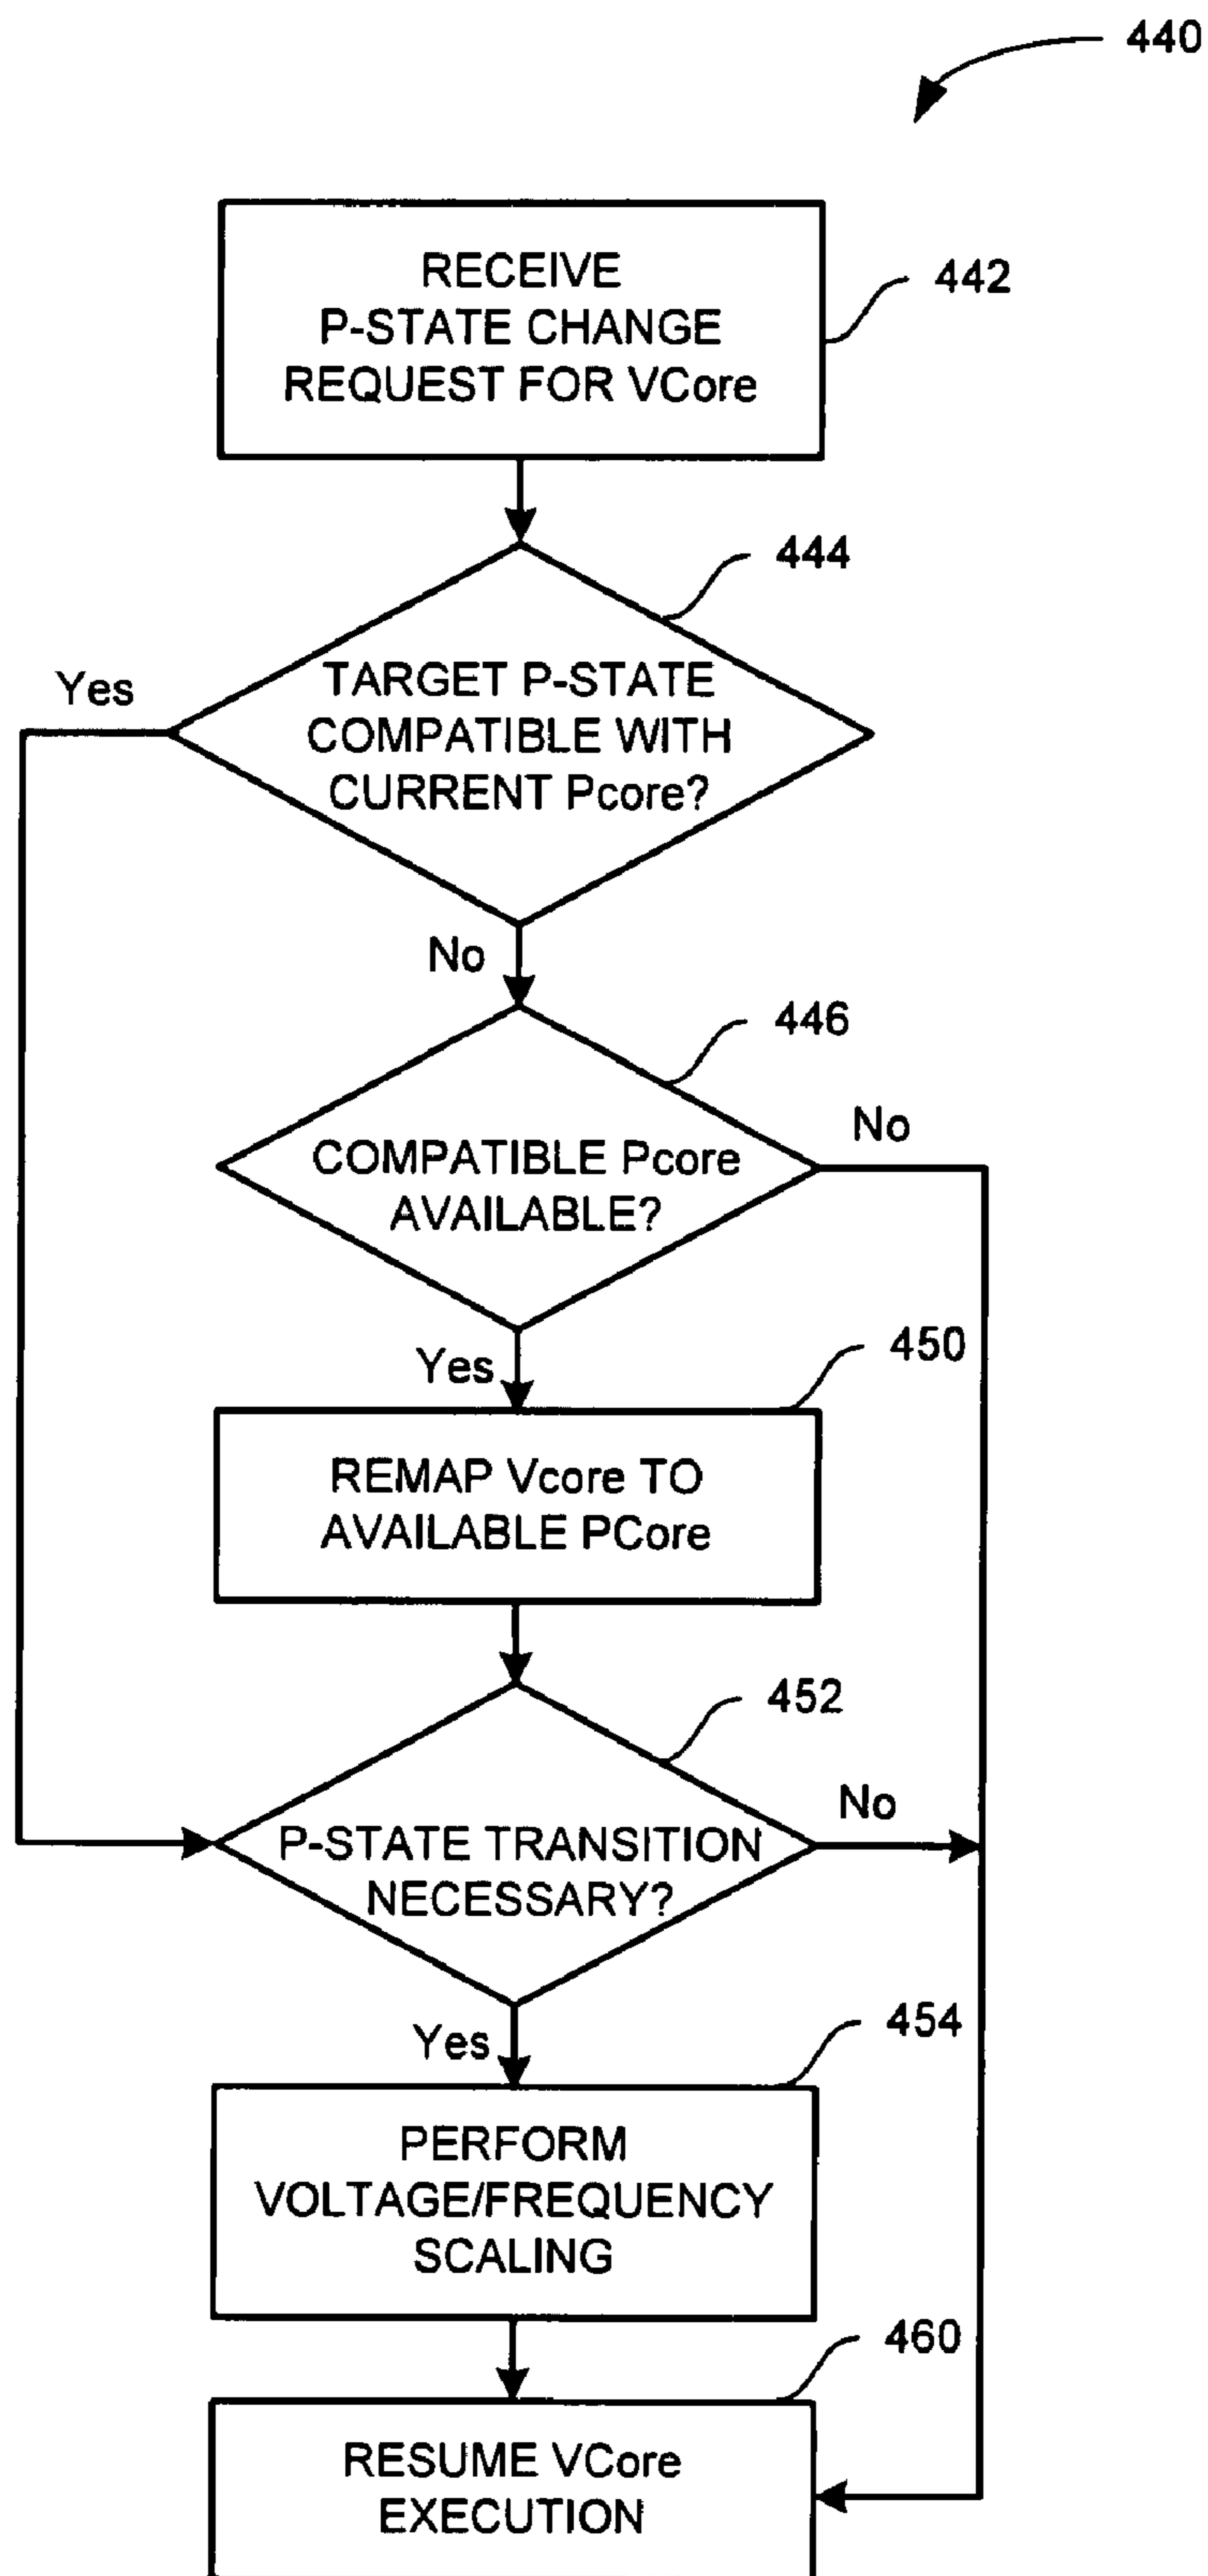 440
RECEIVE
P-STATE CHANGE
REQUEST FOR VCore
442
444
Yes
TARGET P-STATE
COMPATIBLE WITH
CURRENT Pcore?
No
446
No
COMPATIBLE Pcore
AVAILABLE?
Yes
450
REMAP Vcore TO
AVAILABLE PCore
452
No
P-STATE TRANSITION
NECESSARY?
Yes
454
PERFORM
VOLTAGE/FREQUENCY
SCALING
460
RESUME VCore
EXECUTION